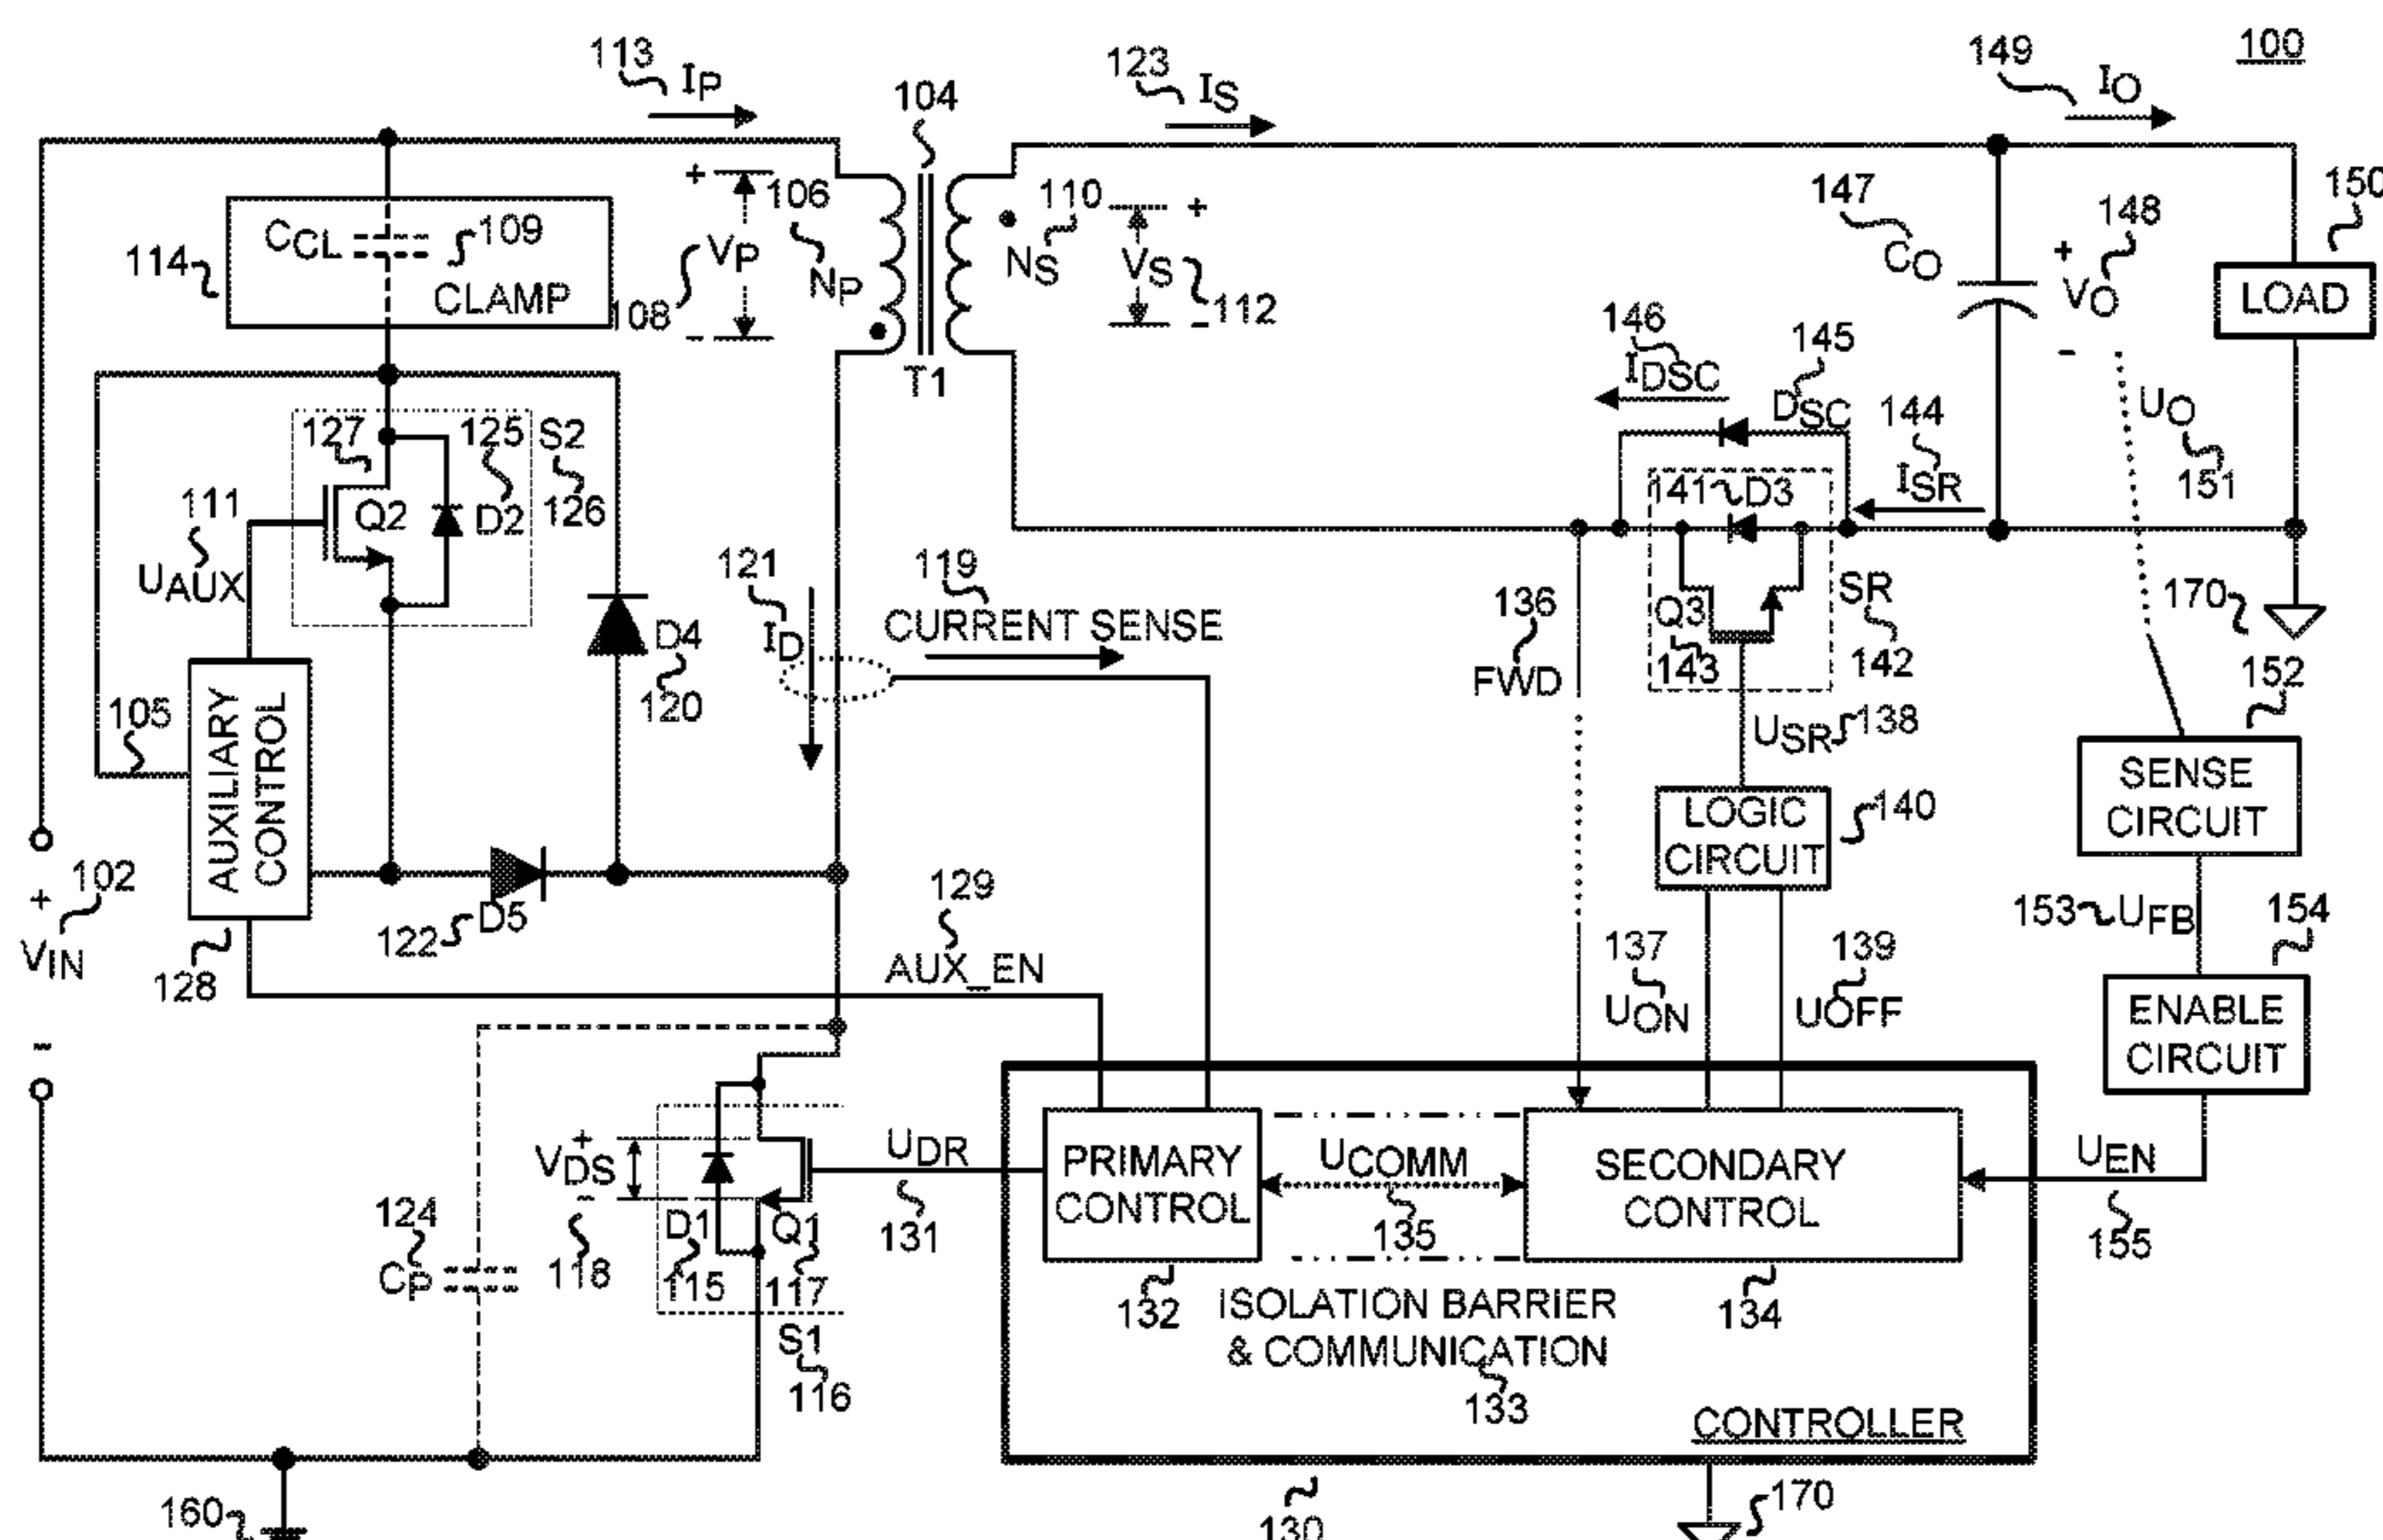 100
113
IP
123
IS
149
IO
104
114
CCL
109
CLAMP
+
106
108
VP
NP
-
T1
110
NS
+
VS
-
112
147
CO
+
148
VO
-
150
LOAD
146
IDSC
145
DSC
144
ISR
UO
151
127
125
S2
126
111
UAUX
Q2
D2
141
D3
Q3
143
SR
142
170
121
ID
119
CURRENT SENSE
136
FWD
D4
120
105
AUXILIARY
CONTROL
128
122
D5
102
+
VIN
-
USR
138
LOGIC
CIRCUIT
140
152
SENSE
CIRCUIT
153
UFB
154
ENABLE
CIRCUIT
129
AUX_EN
137
UON
139
UOFF
+
VDS
-
118
D1
115
Q1
117
S1
116
124
CP
UDR
131
PRIMARY
CONTROL
132
UCOMM
135
SECONDARY
CONTROL
134
UEN
155
ISOLATION BARRIER
& COMMUNICATION
133
CONTROLLER
160
130
170